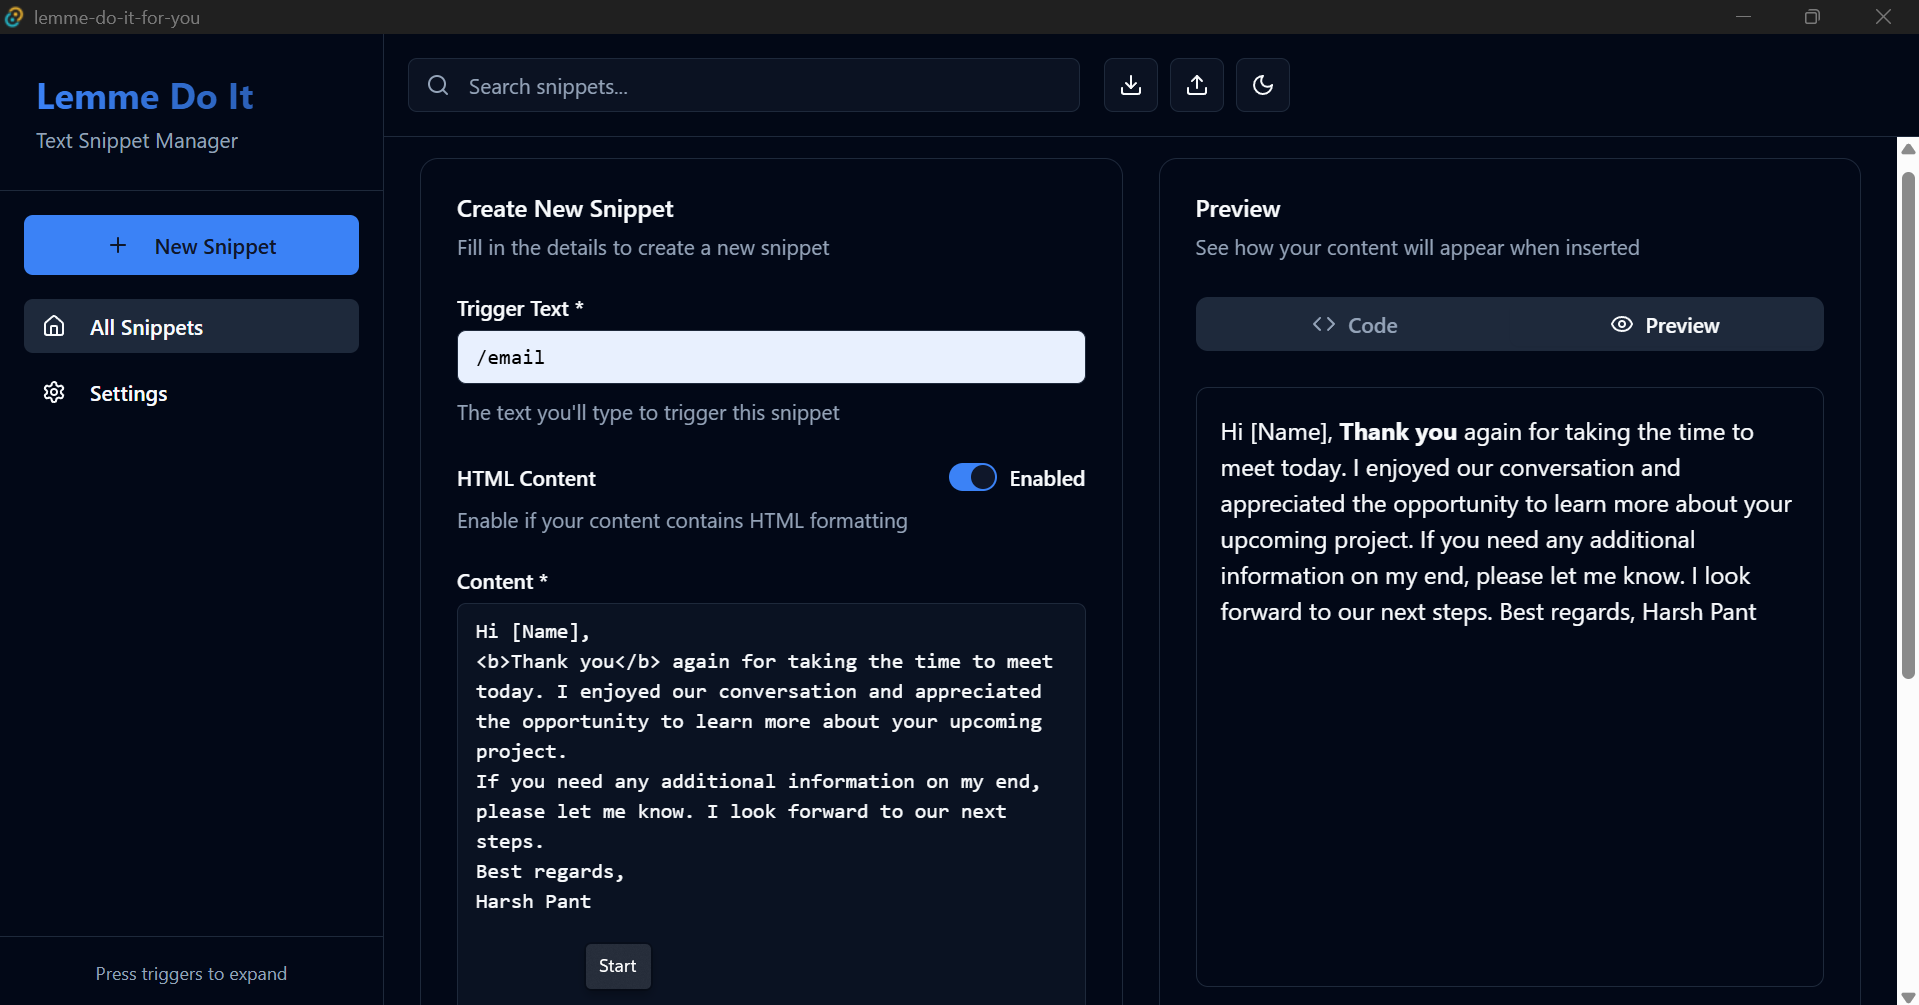 lemme-do-it-for-you
Lemme Do It
Text Snippet Manager
New Snippet
All Snippets
Settings
Press triggers to expand
Search snippets...
Create New Snippet
Fill in the details to create a new snippet
Trigger Text *
/email
The text you'll type to trigger this snippet
HTML Content
Enabled
Enable if your content contains HTML formatting
Content *
Hi [Name],
<b>Thank you</b> again for taking the time to meet
today. I enjoyed our conversation and appreciated
the opportunity to learn more about your upcoming
project.
If you need any additional information on my end,
please let me know. I look forward to our next
steps.
Best regards,
Harsh Pant
Start
Preview
See how your content will appear when inserted
<> Code
Preview
Hi [Name], Thank you again for taking the time to
meet today. I enjoyed our conversation and
appreciated the opportunity to learn more about your
upcoming project. If you need any additional
information on my end, please let me know. I look
forward to our next steps. Best regards, Harsh Pant